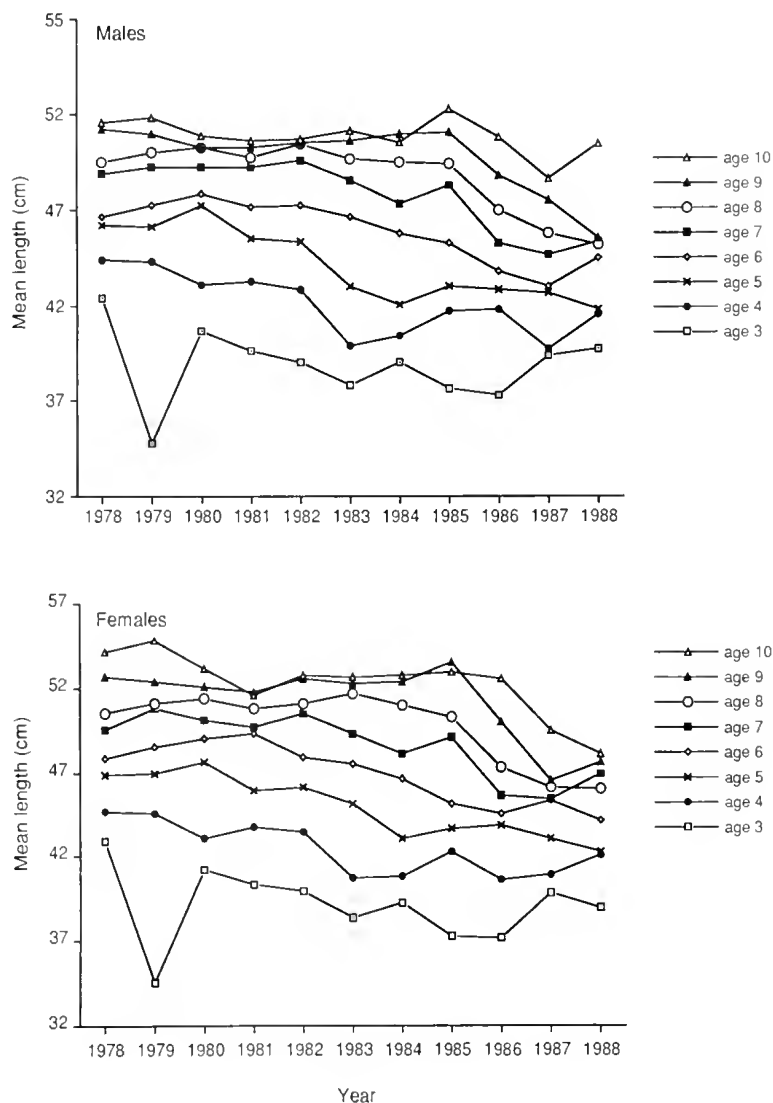 Males
Mean length (cm)
55
52
47
42
37
32
1978 1979 1980 1981 1982 1983 1984 1985 1986 1987 1988
age 10
age 9
age 8
age 7
age 6
age 5
age 4
age 3
Females
Mean length (cm)
57
52
47
42
37
32
1978 1979 1980 1981 1982 1983 1984 1985 1986 1987 1988
age 10
age 9
age 8
age 7
age 6
age 5
age 4
age 3
Year